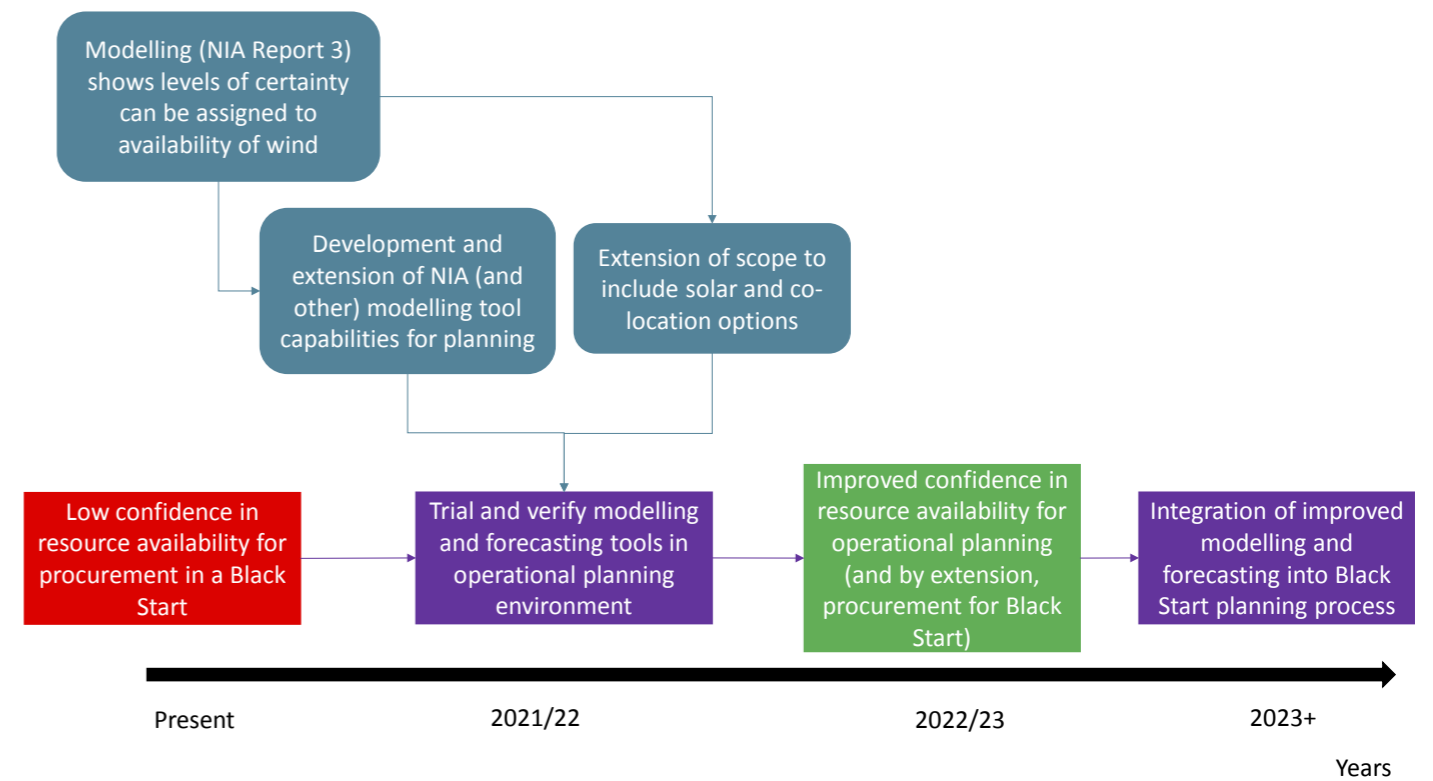 Modelling (NIA Report 3)
shows levels of certainty
can be assigned to
availability of wind
Development and
extension of NIA (and
other) modelling tool
capabilities for planning
Extension of scope to
include solar and co-
location options
Low confidence in
resource availability for
procurement in a Black
Start
Trial and verify modelling
and forecasting tools in
operational planning
environment
Improved confidence in
resource availability for
operational planning
(and by extension,
procurement for Black
Start)
Integration of improved
modelling and
forecasting into Black
Start planning process
Present
2021/22
2022/23
2023+
Years